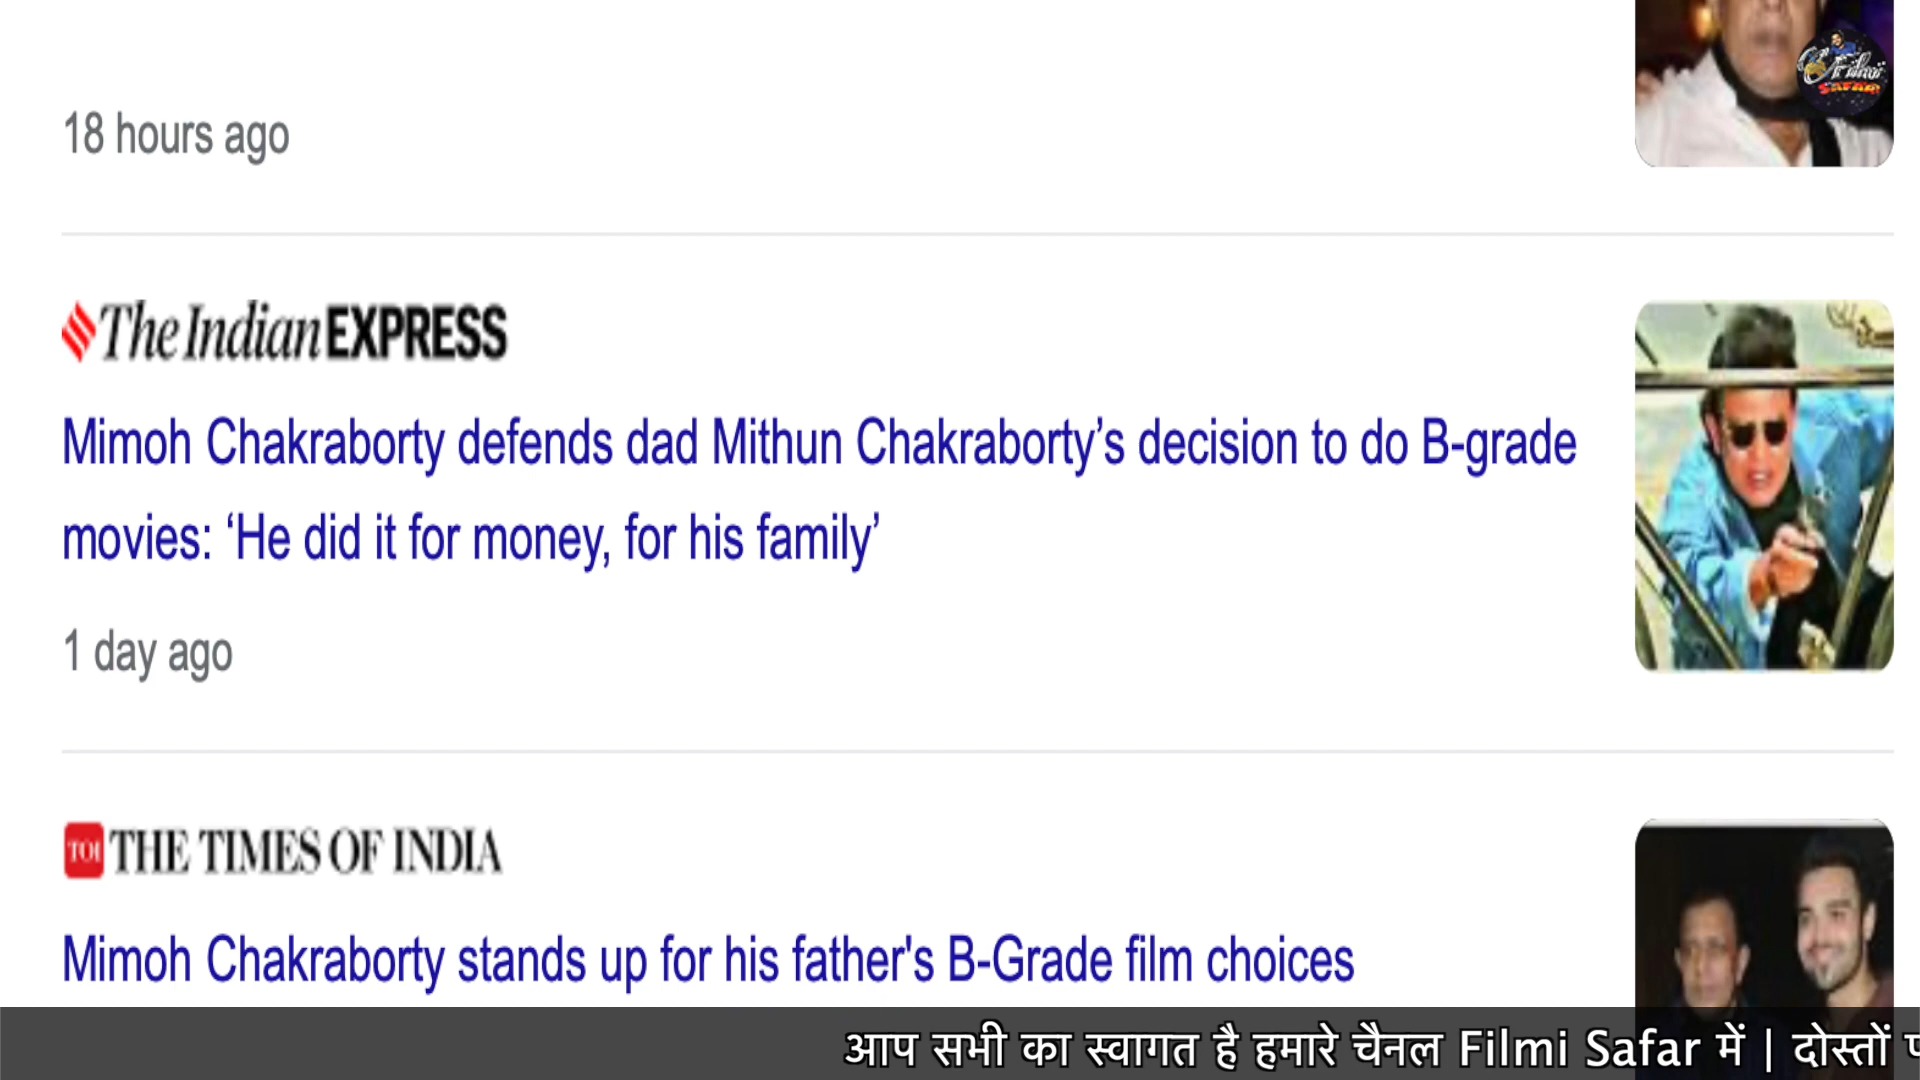 18 hours ago
The Indian EXPRESS
Mimoh Chakraborty defends dad Mithun Chakraborty’s decision to do B-grade
movies: ‘He did it for money, for his family’
1 day ago
TOI THE TIMES OF INDIA
Mimoh Chakraborty stands up for his father's B-Grade film choices
आप सभी का स्वागत है हमारे चैनल Filmi Safar में | दोस्तों
SAFAR